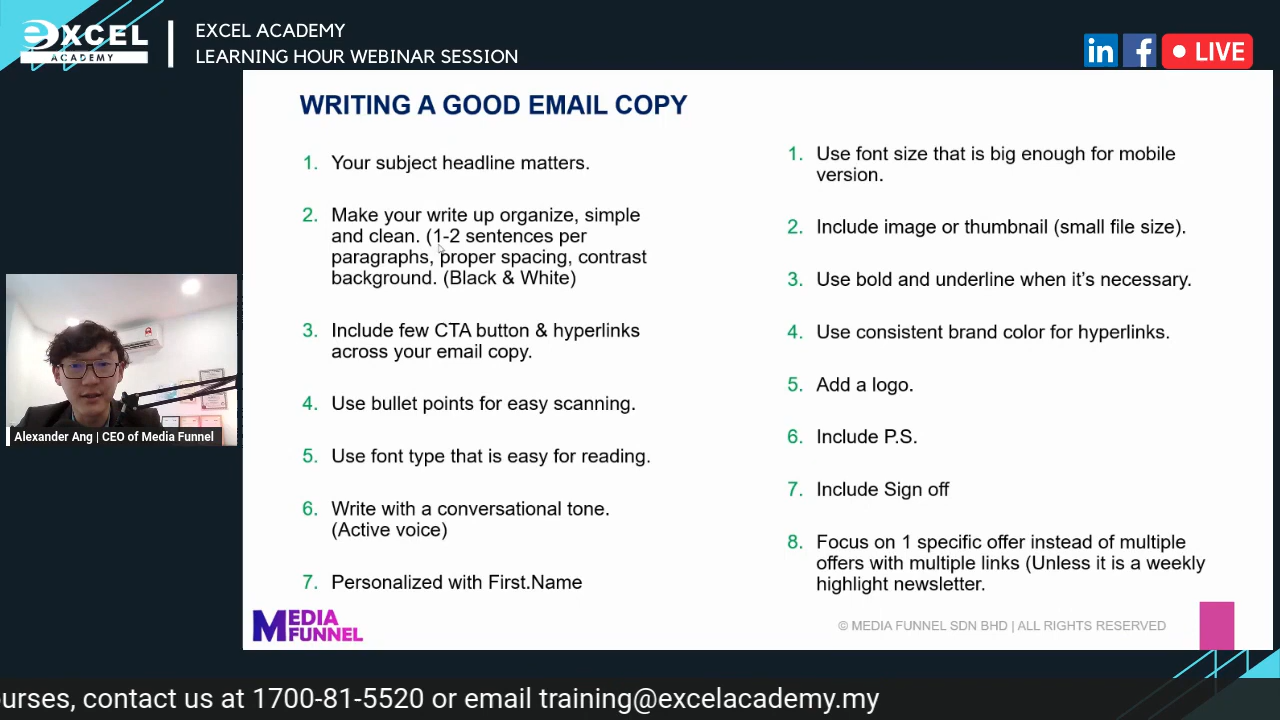 eXCEL
ACADEMY
EXCEL ACADEMY
LEARNING HOUR WEBINAR SESSION
in f LIVE
WRITING A GOOD EMAIL COPY
1. Your subject headline matters.
2. Make your write up organize, simple
and clean. (1-2 sentences per
paragraphs, proper spacing, contrast
background. (Black & White)
3. Include few CTA button & hyperlinks
across your email copy.
4. Use bullet points for easy scanning.
5. Use font type that is easy for reading.
6. Write with a conversational tone.
(Active voice)
7. Personalized with First.Name
1. Use font size that is big enough for mobile
version.
2. Include image or thumbnail (small file size).
3. Use bold and underline when it's necessary.
4. Use consistent brand color for hyperlinks.
5. Add a logo.
6. Include P.S.
7. Include Sign off
8. Focus on 1 specific offer instead of multiple
offers with multiple links (Unless it is a weekly
highlight newsletter.
MEDIA
FUNNEL
© MEDIA FUNNEL SDN BHD | ALL RIGHTS RESERVED
Alexander Ang | CEO of Media Funnel
ourses, contact us at 1700-81-5520 or email training@excelacademy.my